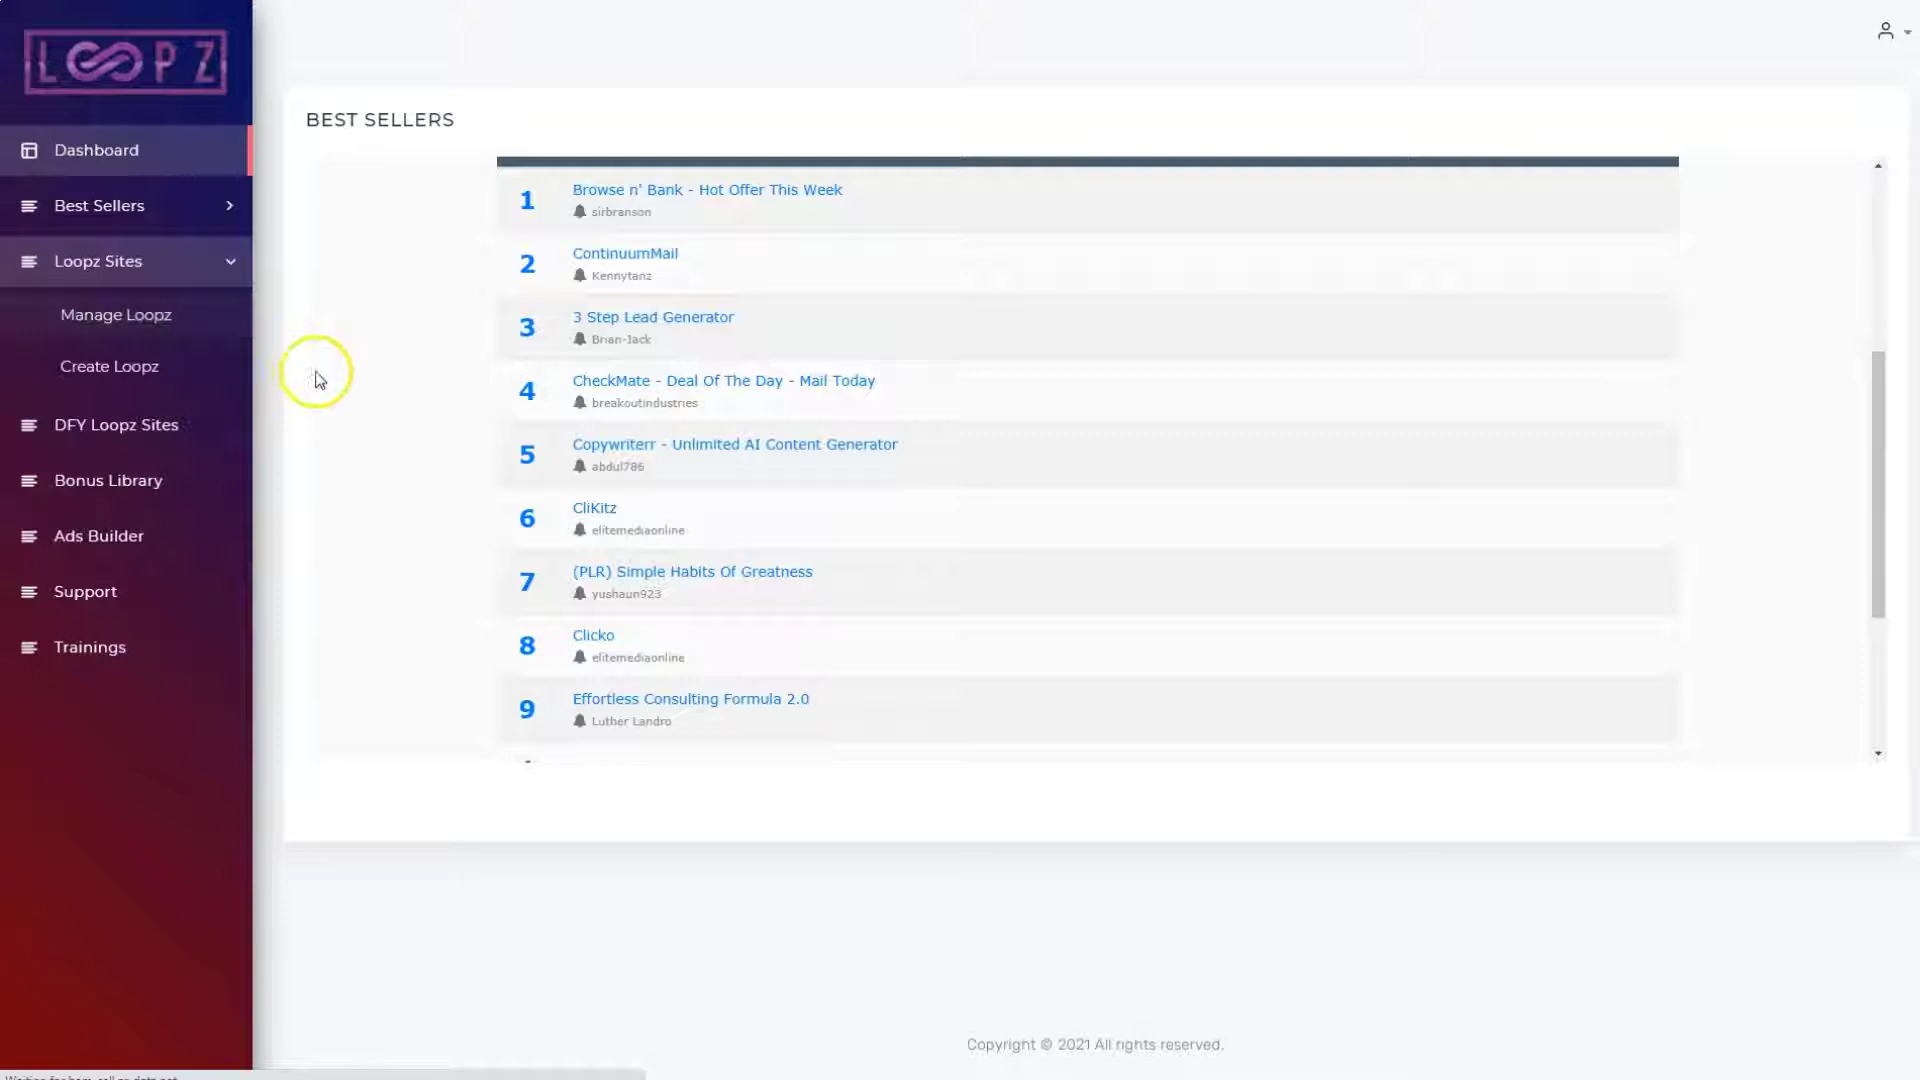 LOOPZ
Dashboard
Best Sellers
Loopz Sites
Manage Loopz
Create Loopz
DFY Loopz Sites
Bonus Library
Ads Builder
Support
Trainings
BEST SELLERS
1
Browse n' Bank - Hot Offer This Week
sirbranson
2
ContinuumMail
Kennytanz
3
3 Step Lead Generator
Brian-Jack
4
CheckMate - Deal Of The Day - Mail Today
breakoutindustries
5
Copywriterr - Unlimited AI Content Generator
abdul786
6
CliKitz
elitemediaonline
7
(PLR) Simple Habits Of Greatness
yushaun923
8
Clicko
elitemediaonline
9
Effortless Consulting Formula 2.0
Luther Landro
Copyright © 2021 All rights reserved.